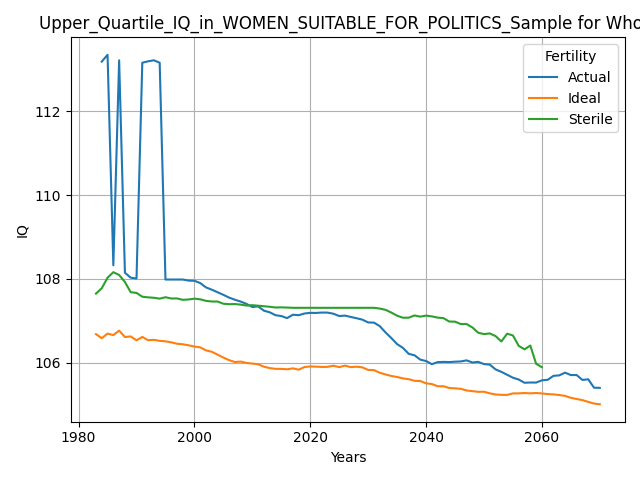 Upper_Quartile_IQ_in_WOMEN_SUITABLE_FOR_POLITICS_Sample for Who
Fertility
Actual
Ideal
Sterile
IQ
112
110
108
106
1980
2000
2020
2040
2060
Years